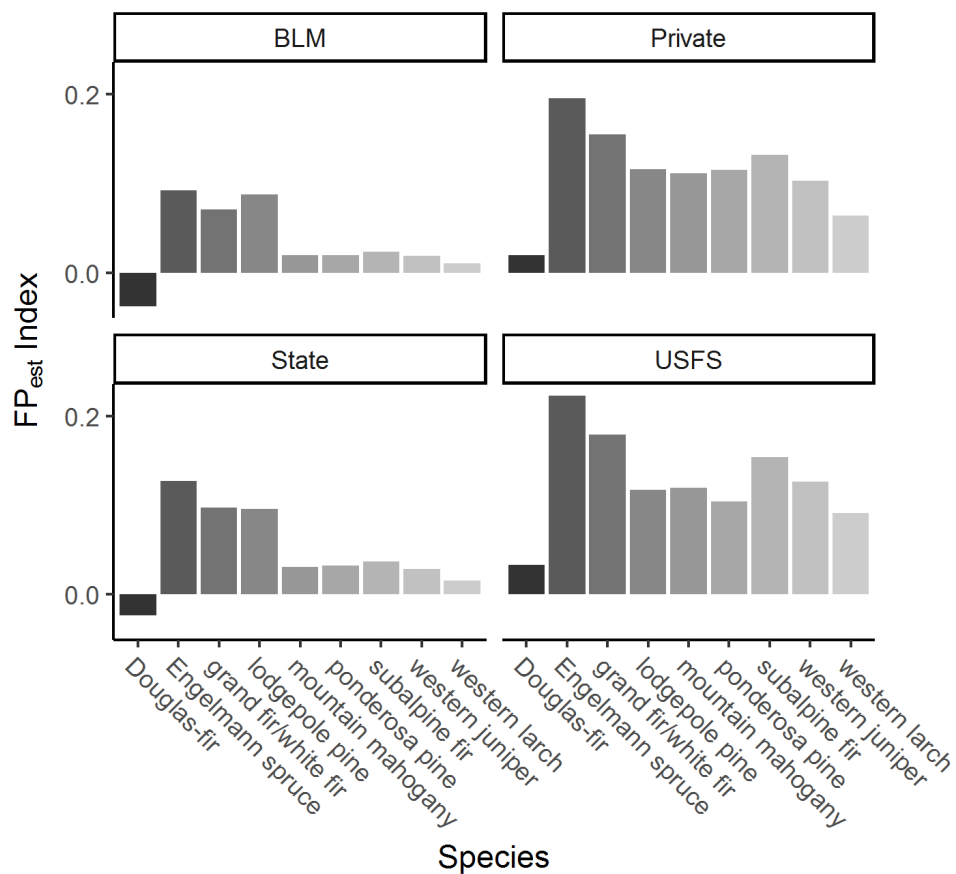 BLM
Private
0.2
0.0
State
USFS
0.2
0.0
FPest Index
Douglas-fir
Engelmann spruce
grand fir/white fir
lodgepole pine
mountain mahogany
ponderosa pine
subalpine fir
western juniper
western larch
Douglas-fir
Engelmann spruce
grand fir/white fir
lodgepole pine
mountain mahogany
ponderosa pine
subalpine fir
western juniper
western larch
Species